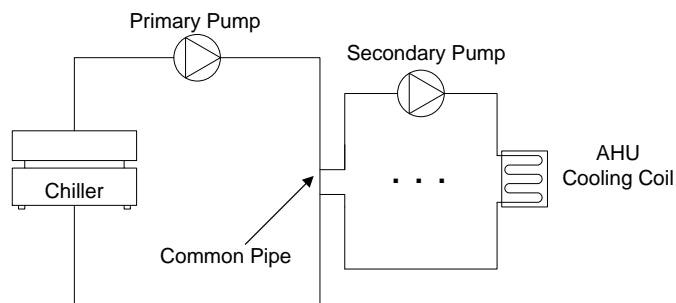 Primary Pump
Secondary Pump
Chiller
AHU
Cooling Coil
. . .
Common Pipe